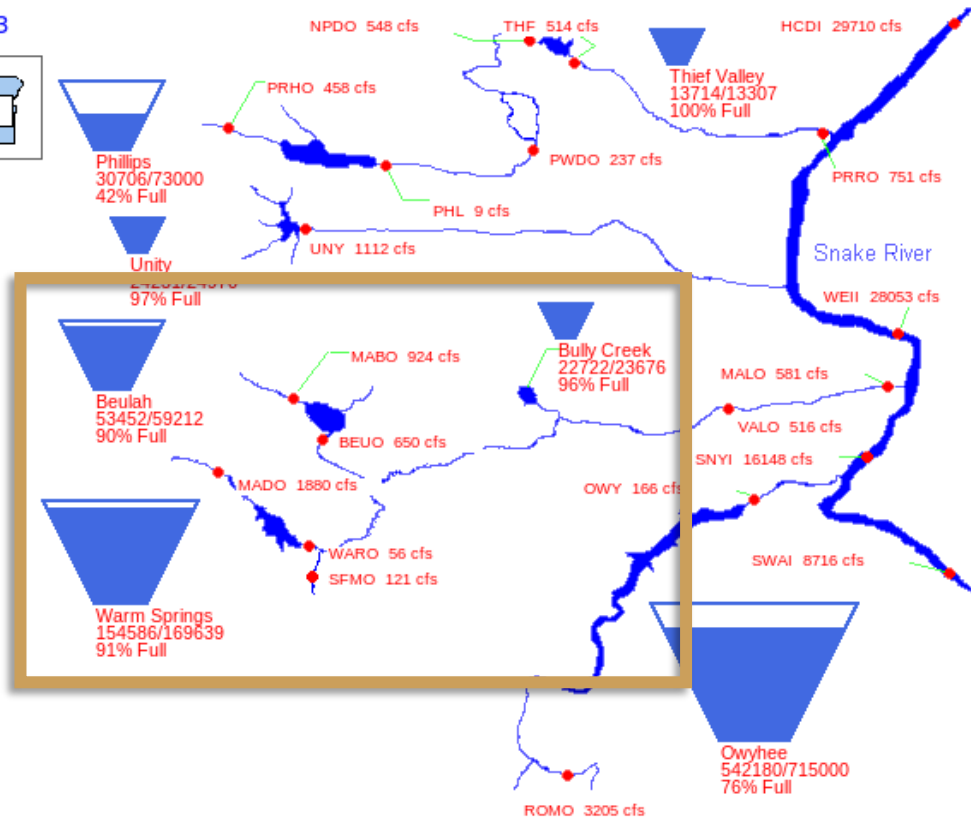 NPDO 548 cfs
THF 514 cfs
HCDI 29710 cfs
Thief Valley
13714/13307
100% Full
PRHO 458 cfs
Phillips
30706/73000
42% Full
PWDO 237 cfs
PRRO 751 cfs
PHL 9 cfs
UNY 1112 cfs
Snake River
Unity
97% Full
WEII 28053 cfs
Bully Creek
22722/23676
96% Full
MABO 924 cfs
MALO 581 cfs
Beulah
53452/59212
90% Full
VALO 516 cfs
BEUO 650 cfs
SNYI 16148 cfs
MADO 1880 cfs
OWY 166 cfs
WARO 56 cfs
SWAI 8716 cfs
SFMO 121 cfs
Warm Springs
154586/169639
91% Full
Owyhee
542180/715000
76% Full
ROMO 3205 cfs